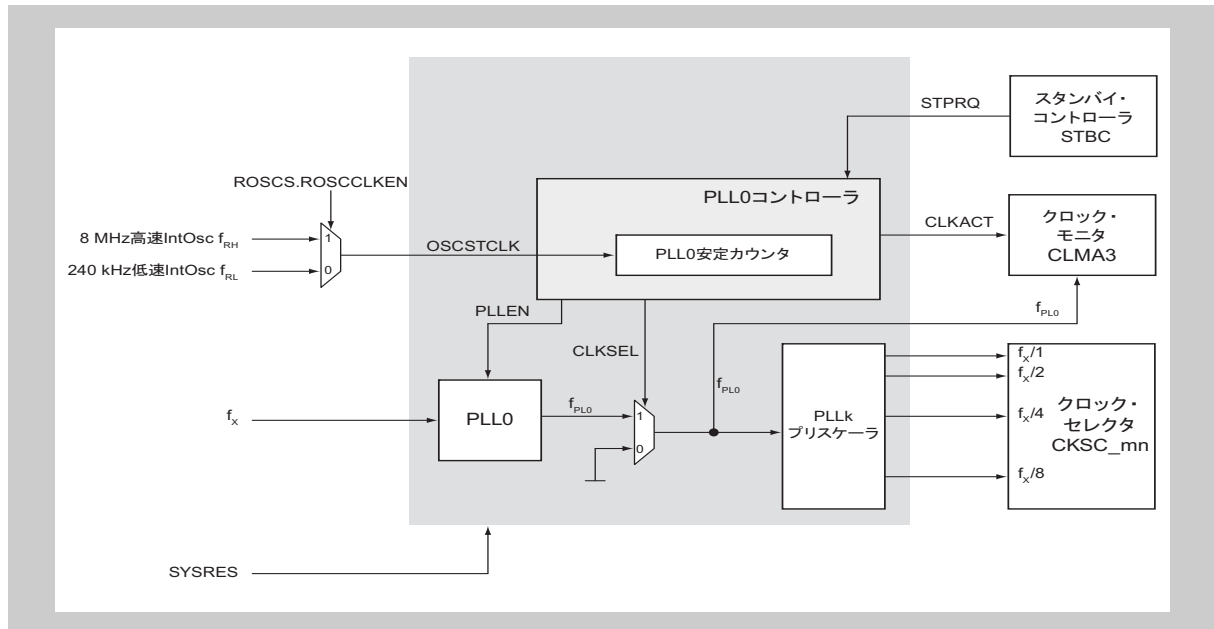 STPRQ
スタンバイ・
コントローラ
STBC
ROSCS.ROSCCLKEN
PLL0コントローラ
8 MHz高速IntOsc fRH
1
OSCSTCLK
PLL0安定カウンタ
CLKACT
クロック・
モニタ
CLMA3
240 kHz低速IntOsc fRL
0
PLLEN
CLKSEL
fPL0
fX
PLL0
fPL0
1
0
fPL0
PLLk
プリスケーラ
fX/1
fX/2
fX/4
fX/8
クロック・
セレクタ
CKSC_mn
SYSRES